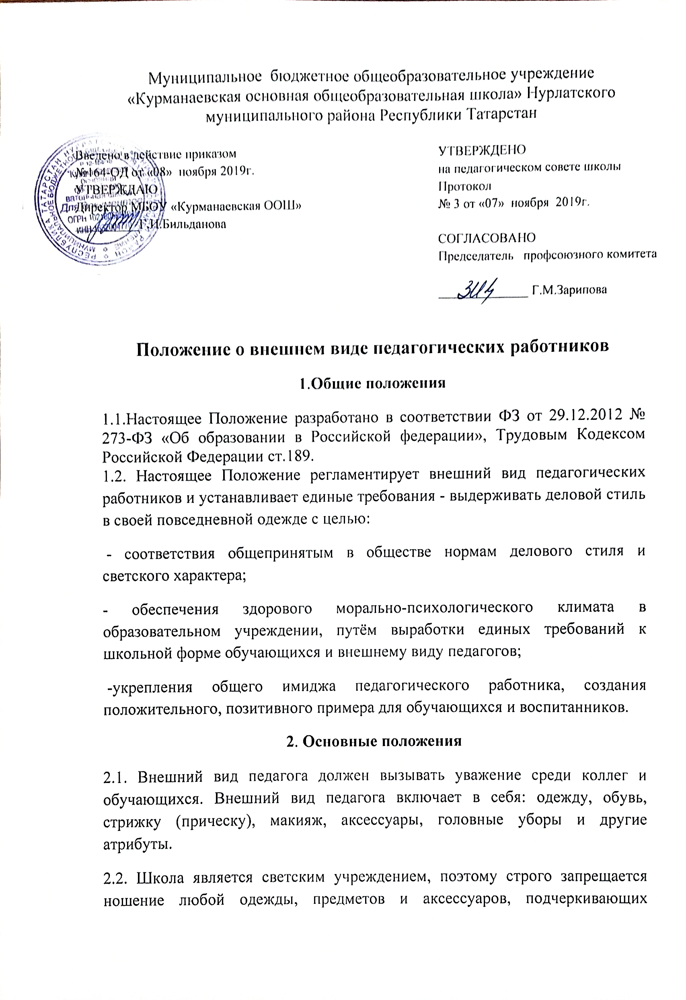 Муниципальное бюджетное общеобразовательное учреждение
«Курманаевская основная общеобразовательная школа» Нурлатского
муниципального района Республики Татарстан
Введено в действие приказом
№164-ОД от «08» ноября 2019г.
УТВЕРЖДАЮ
Директор МБОУ «Курманаевская ООШ»
Г.И.Бильданова
УТВЕРЖДЕНО
на педагогическом совете школы
Протокол
№ 3 от «07» ноября 2019г.
СОГЛАСОВАНО
Председатель профсоюзного комитета
Г.М.Зарипова
Положение о внешнем виде педагогических работников
1.Общие положения
1.1.Настоящее Положение разработано в соответствии ФЗ от 29.12.2012 №
273-ФЗ «Об образовании в Российской федерации», Трудовым Кодексом
Российской Федерации ст.189.
1.2. Настоящее Положение регламентирует внешний вид педагогических
работников и устанавливает единые требования - выдерживать деловой стиль
в своей повседневной одежде с целью:
- соответствия общепринятым в обществе нормам делового стиля и
светского характера;
- обеспечения здорового морально-психологического климата в
образовательном учреждении, путём выработки единых требований к
школьной форме обучающихся и внешнему виду педагогов;
-укрепления общего имиджа педагогического работника, создания
положительного, позитивного примера для обучающихся и воспитанников.
2. Основные положения
2.1. Внешний вид педагога должен вызывать уважение среди коллег и
обучающихся. Внешний вид педагога включает в себя: одежду, обувь,
стрижку (прическу), макияж, аксессуары, головные уборы и другие
атрибуты.
2.2. Школа является светским учреждением, поэтому строго запрещается
ношение любой одежды, предметов и аксессуаров, подчеркивающих